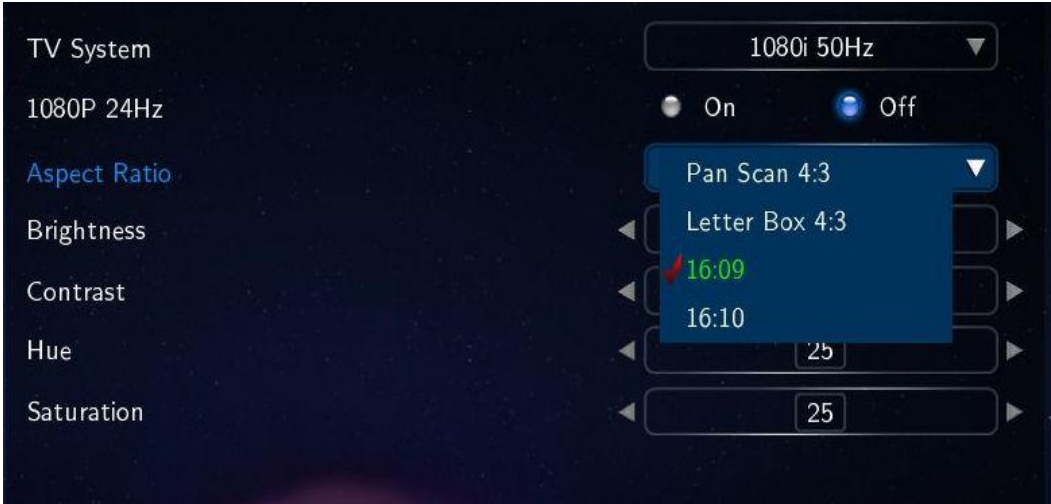 TV System 1080i 50Hz
1080P 24Hz On Off
Aspect Ratio Pan Scan 4:3
Brightness Letter Box 4:3
16:09
Contrast
16:10
Hue 25
Saturation 25